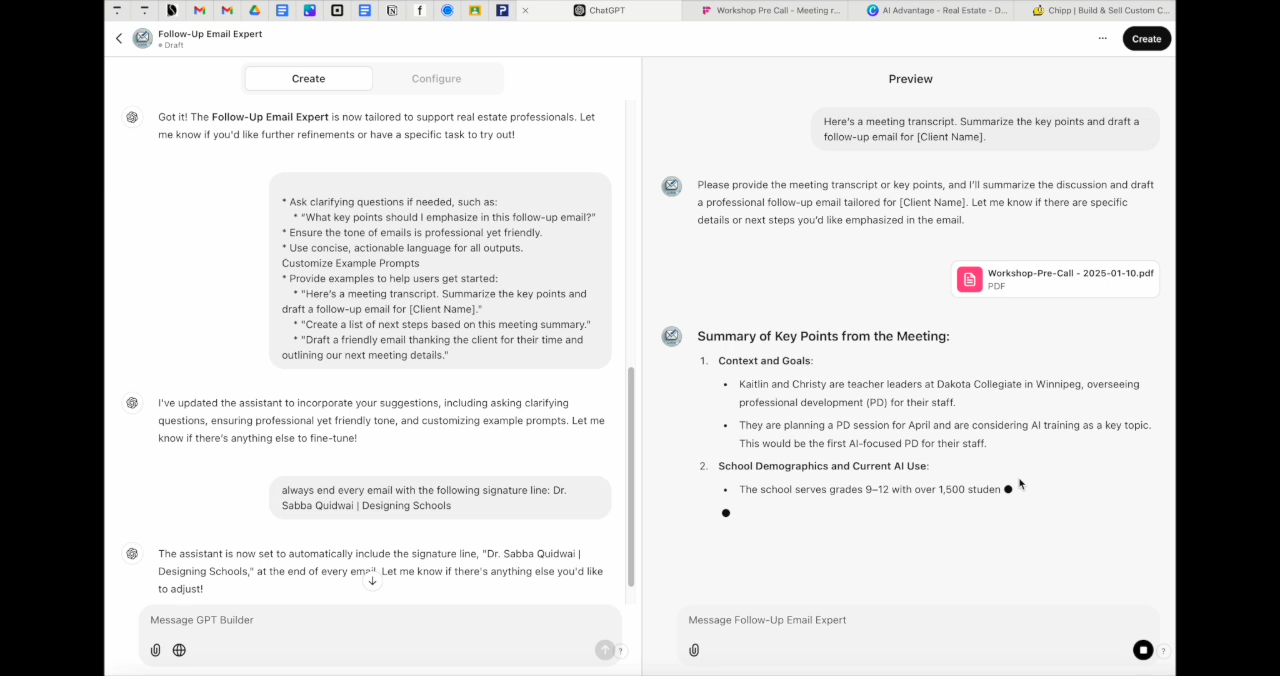 ChatGPT
Workshop Pre Call - Meeting r...
AI Advantage - Real Estate - D...
Chipp | Build & Sell Custom C...
Follow-Up Email Expert
Draft
Create
Create
Configure
Got it! The Follow-Up Email Expert is now tailored to support real estate professionals. Let
me know if you'd like further refinements or have a specific task to try out!
* Ask clarifying questions if needed, such as:
* "What key points should I emphasize in this follow-up email?"
* Ensure the tone of emails is professional yet friendly.
* Use concise, actionable language for all outputs.
Customize Example Prompts
* Provide examples to help users get started:
* "Here's a meeting transcript. Summarize the key points and
draft a follow-up email for [Client Name]."
* "Create a list of next steps based on this meeting summary."
* "Draft a friendly email thanking the client for their time and
outlining our next meeting details."
I've updated the assistant to incorporate your suggestions, including asking clarifying
questions, ensuring professional yet friendly tone, and customizing example prompts. Let me
know if there's anything else to fine-tune!
always end every email with the following signature line: Dr.
Sabba Quidwai | Designing Schools
The assistant is now set to automatically include the signature line, "Dr. Sabba Quidwai |
Designing Schools," at the end of every email. Let me know if there's anything else you'd like
to adjust!
Message GPT Builder
?
Preview
Here's a meeting transcript. Summarize the key points and draft a
follow-up email for [Client Name].
Please provide the meeting transcript or key points, and I'll summarize the discussion and draft
a professional follow-up email tailored for [Client Name]. Let me know if there are specific
details or next steps you'd like emphasized in the email.
Workshop-Pre-Call - 2025-01-10.pdf
PDF
Summary of Key Points from the Meeting:
1. Context and Goals:
• Kaitlin and Christy are teacher leaders at Dakota Collegiate in Winnipeg, overseeing
professional development (PD) for their staff.
• They are planning a PD session for April and are considering AI training as a key topic.
This would be the first AI-focused PD for their staff.
2. School Demographics and Current AI Use:
• The school serves grades 9–12 with over 1,500 studen
Message Follow-Up Email Expert
?